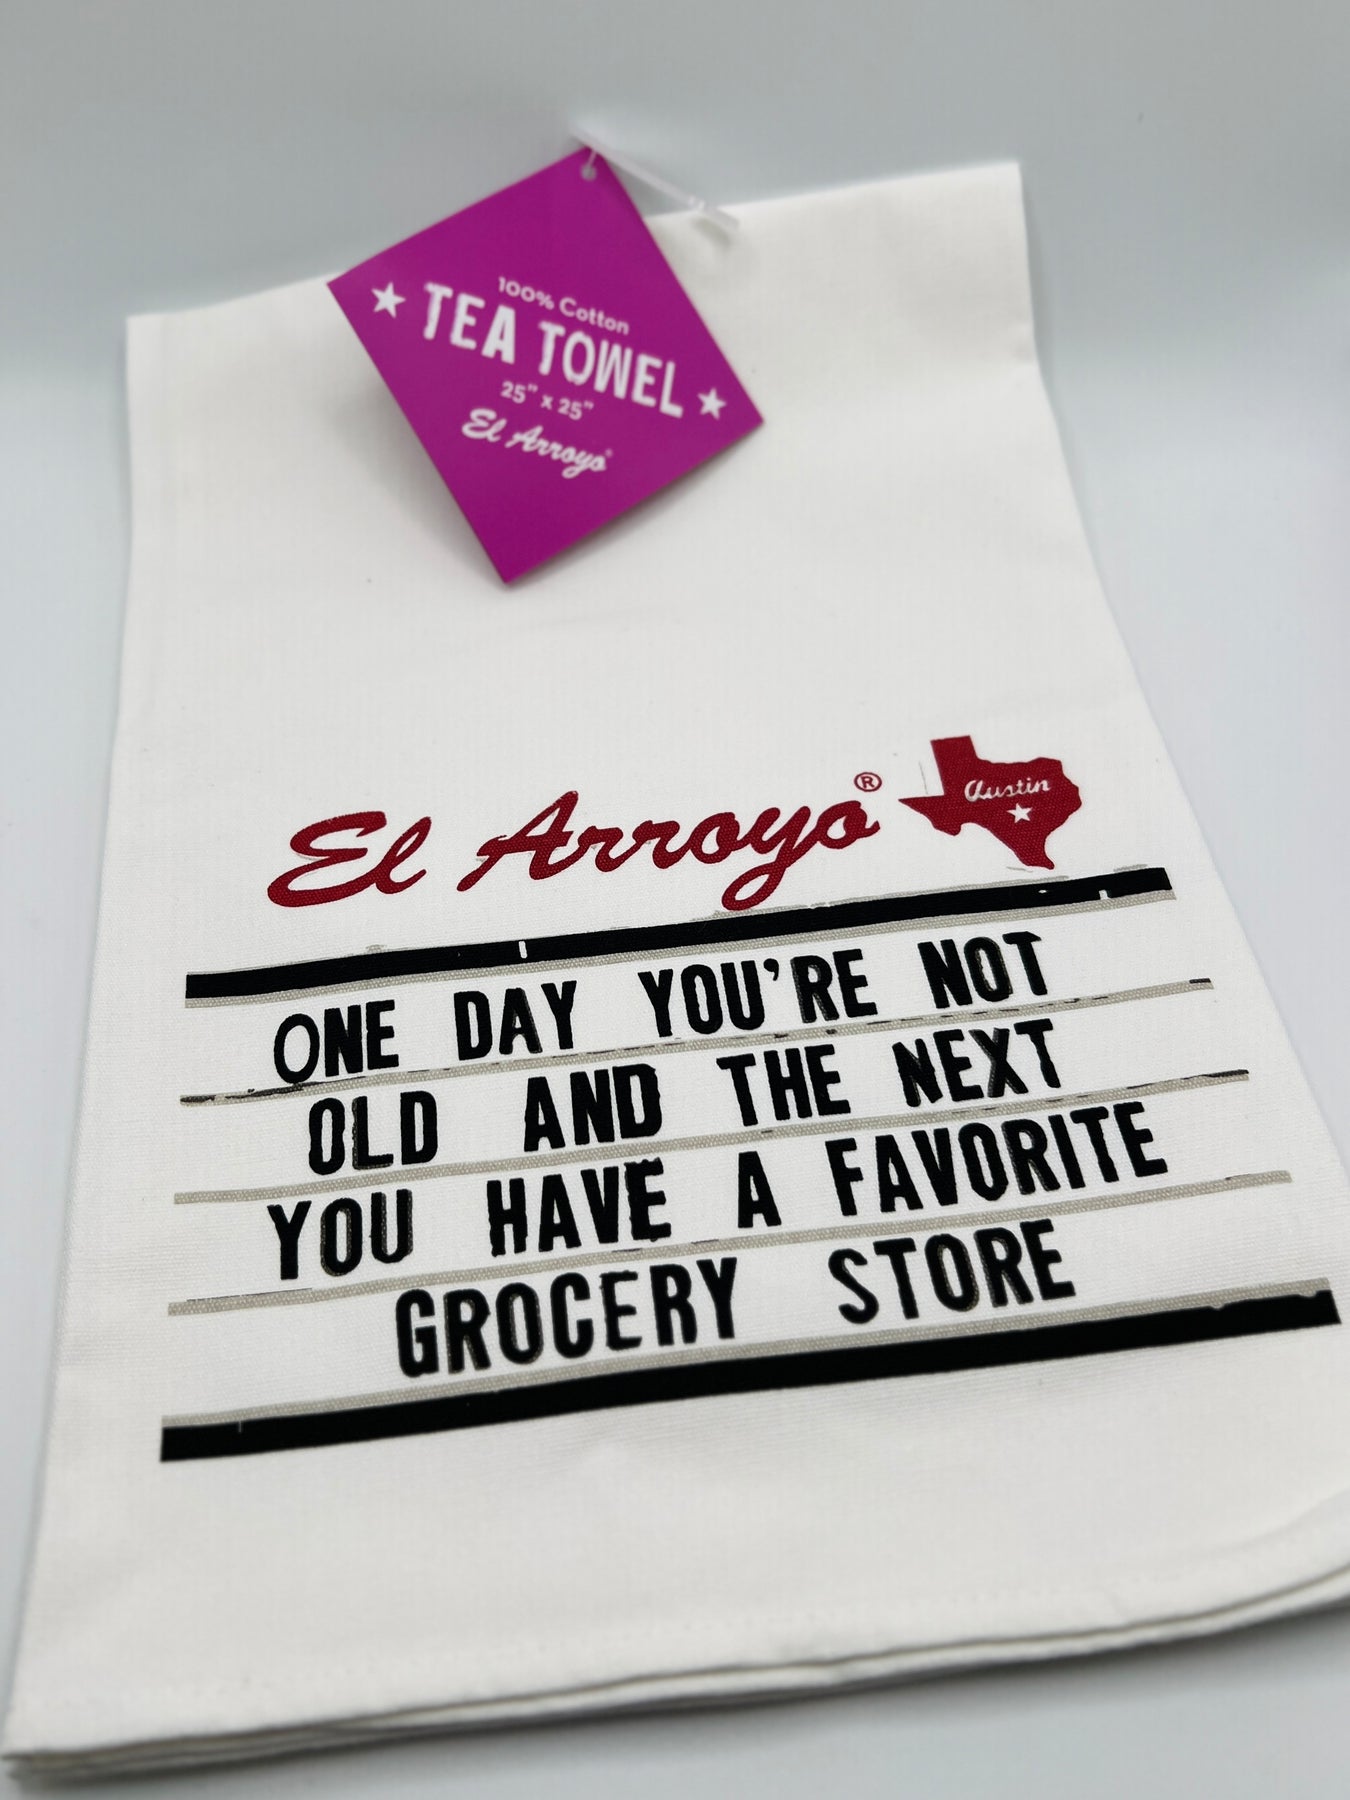 100% Cotton
TEA TOWEL
25" x 25"
El Arroyo®
El Arroyo®
Austin
ONE DAY YOU'RE NOT
OLD AND THE NEXT
YOU HAVE A FAVORITE
GROCERY STORE